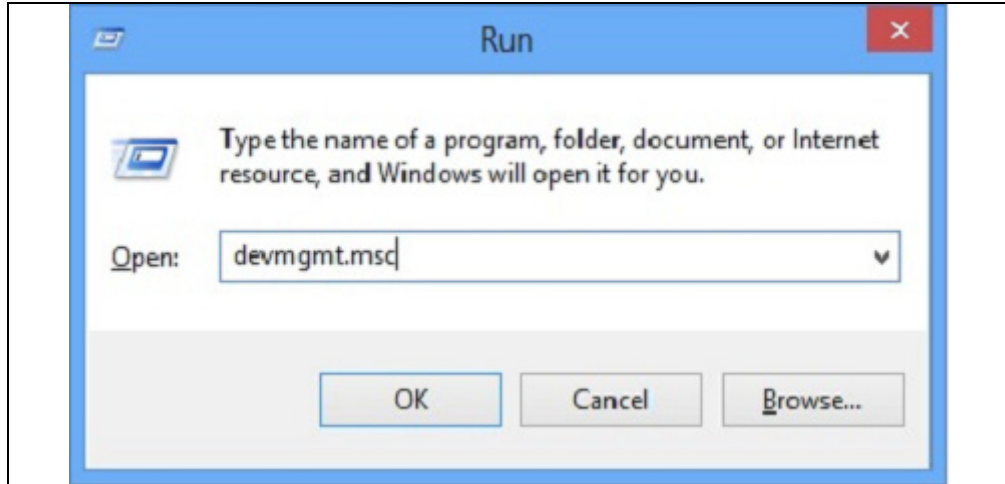 Run
Type the name of a program, folder, document, or Internet
resource, and Windows will open it for you.
Open: devmgmt.msc
OK Cancel Browse...